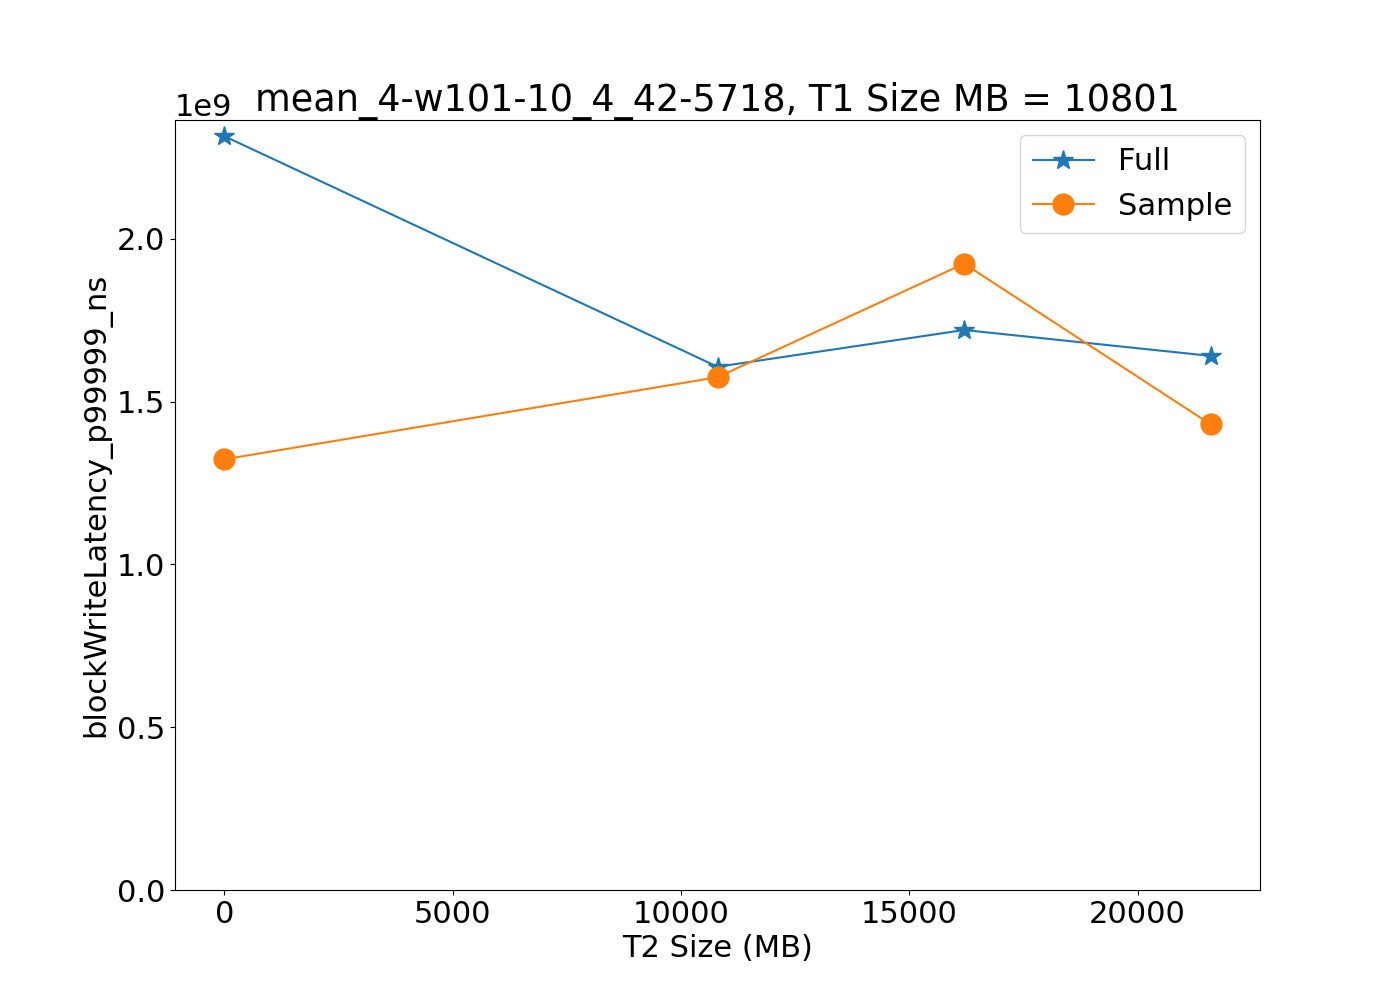 1e9
mean_4-w101-10_4_42-5718, T1 Size MB = 10801
Full
Sample
blockWriteLatency_p99999_ns
2.0
1.5
1.0
0.5
0.0
0
5000
10000
15000
20000
T2 Size (MB)